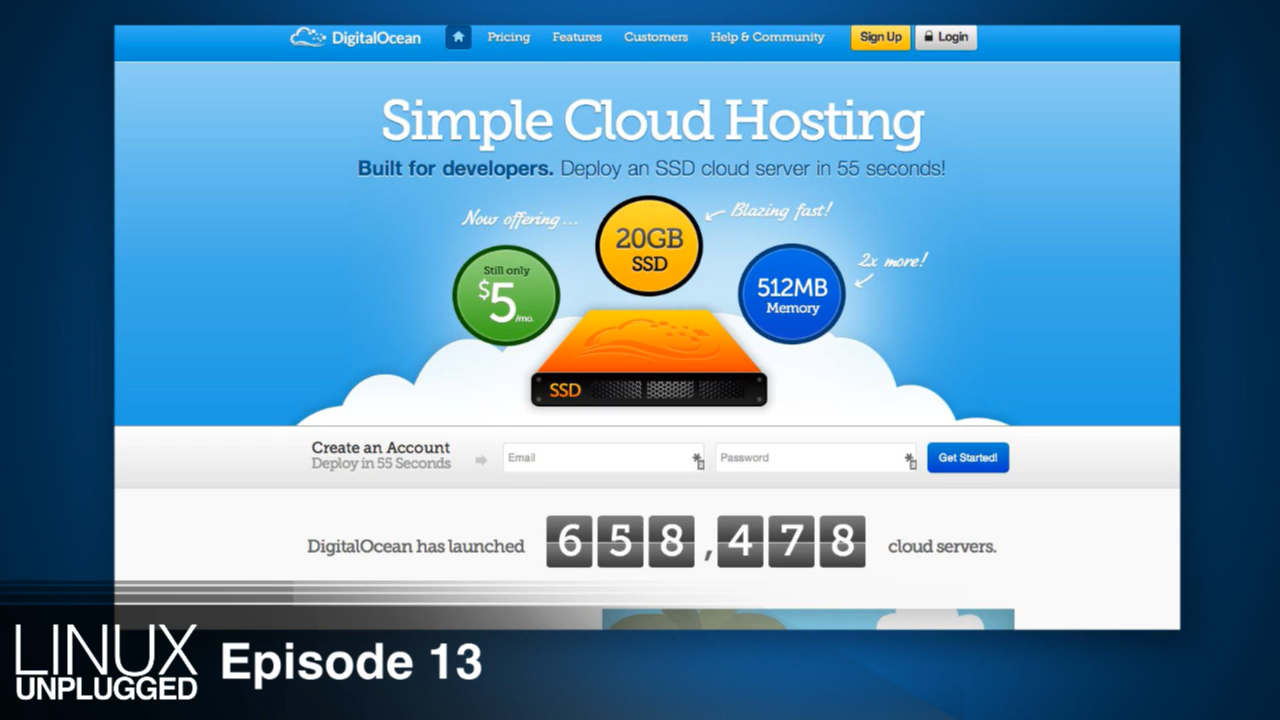 DigitalOcean Pricing Features Customers Help & Community Sign Up Login
Simple Cloud Hosting
Built for developers. Deploy an SSD cloud server in 55 seconds!
Now offering...
Blazing fast!
20GB
SSD
2x more!
Still only
$5/mo.
512MB
Memory
SSD
Create an Account
Deploy in 55 Seconds
Email
Password
Get Started!
DigitalOcean has launched 658,478 cloud servers.
LINUX
UNPLUGGED
Episode 13